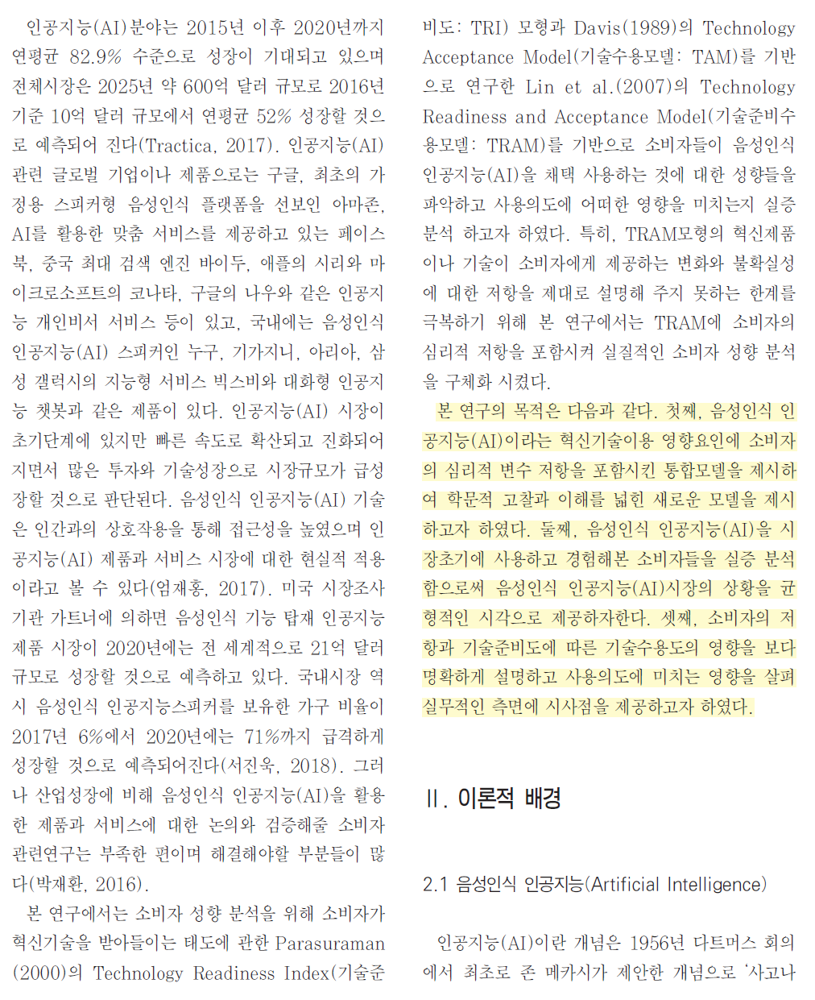 인공지능(AI)분야는 2015년 이후 2020년까지
연평균 82.9% 수준으로 성장이 기대되고 있으며
전체시장은 2025년 약 600억 달러 규모로 2016년
기준 10억 달러 규모에서 연평균 52% 성장할 것으
로 예측되어 진다(Tractica, 2017). 인공지능(AI)
관련 글로벌 기업이나 제품으로는 구글, 최초의 가
정용 스피커형 음성인식 플랫폼을 선보인 아마존,
AI를 활용한 맞춤 서비스를 제공하고 있는 페이스
북, 중국 최대 검색 엔진 바이두, 애플의 시리와 마
이크로소프트의 코나타, 구글의 나우와 같은 인공지
능 개인비서 서비스 등이 있고, 국내에는 음성인식
인공지능(AI) 스피커인 누구, 기가지니, 아리아, 삼
성 갤럭시의 지능형 서비스 빅스비와 대화형 인공지
능 챗봇과 같은 제품이 있다. 인공지능(AI) 시장이
초기단계에 있지만 빠른 속도로 확산되고 진화되어
지면서 많은 투자와 기술성장으로 시장규모가 급성
장할 것으로 판단된다. 음성인식 인공지능(AI) 기술
은 인간과의 상호작용을 통해 접근성을 높였으며 인
공지능(AI) 제품과 서비스 시장에 대한 현실적 적용
이라고 볼 수 있다(엄재홍, 2017). 미국 시장조사
기관 가트너에 의하면 음성인식 기능 탑재 인공지능
제품 시장이 2020년에는 전 세계적으로 21억 달러
규모로 성장할 것으로 예측하고 있다. 국내시장 역
시 음성인식 인공지능스피커를 보유한 가구 비율이
2017년 6%에서 2020년에는 71%까지 급격하게
성장할 것으로 예측되어진다(서진욱, 2018). 그러
나 산업성장에 비해 음성인식 인공지능(AI)을 활용
한 제품과 서비스에 대한 논의와 검증해줄 소비자
관련연구는 부족한 편이며 해결해야할 부분들이 많
다(박재환, 2016).
본 연구에서는 소비자 성향 분석을 위해 소비자가
혁신기술을 받아들이는 태도에 관한 Parasuraman
(2000)의 Technology Readiness Index(기술준
비도: TRI) 모형과 Davis(1989)의 Technology
Acceptance Model(기술수용모델: TAM)를 기반
으로 연구한 Lin et al.(2007)의 Technology
Readiness and Acceptance Model(기술준비수
용모델: TRAM)를 기반으로 소비자들이 음성인식
인공지능(AI)을 채택 사용하는 것에 대한 성향들을
파악하고 사용의도에 어떠한 영향을 미치는지 실증
분석 하고자 하였다. 특히, TRAM모형의 혁신제품
이나 기술이 소비자에게 제공하는 변화와 불확실성
에 대한 저항을 제대로 설명해 주지 못하는 한계를
극복하기 위해 본 연구에서는 TRAM에 소비자의
심리적 저항을 포함시켜 실질적인 소비자 성향 분석
을 구체화 시켰다.
본 연구의 목적은 다음과 같다. 첫째, 음성인식 인
공지능(AI)이라는 혁신기술이용 영향요인에 소비자
의 심리적 변수 저항을 포함시킨 통합모델을 제시하
여 학문적 고찰과 이해를 넓힌 새로운 모델을 제시
하고자 하였다. 둘째, 음성인식 인공지능(AI)을 시
장초기에 사용하고 경험해본 소비자들을 실증 분석
함으로써 음성인식 인공지능(AI)시장의 상황을 균
형적인 시각으로 제공하자한다. 셋째, 소비자의 저
항과 기술준비도에 따른 기술수용도의 영향을 보다
명확하게 설명하고 사용의도에 미치는 영향을 살펴
실무적인 측면에 시사점을 제공하고자 하였다.
Ⅱ. 이론적 배경
2.1 음성인식 인공지능(Artificial Intelligence)
인공지능(AI)이란 개념은 1956년 다트머스 회의
에서 최초로 존 메카시가 제안한 개념으로 ‘사고나